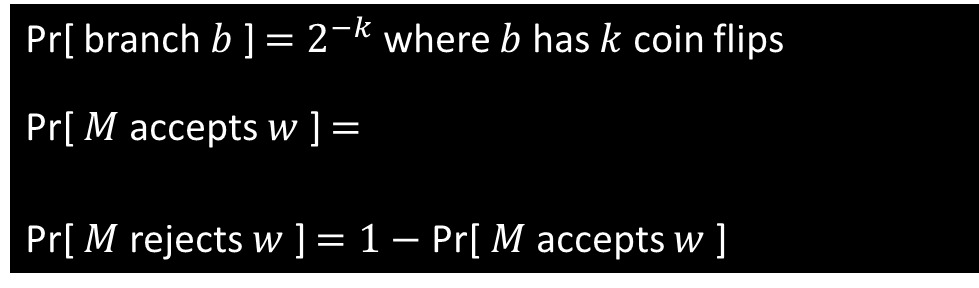 Pr[ branch b ] = 2^{−k} where b has k coin flips
Pr[ M accepts w ] =
Pr[ M rejects w ] = 1 − Pr[ M accepts w ]